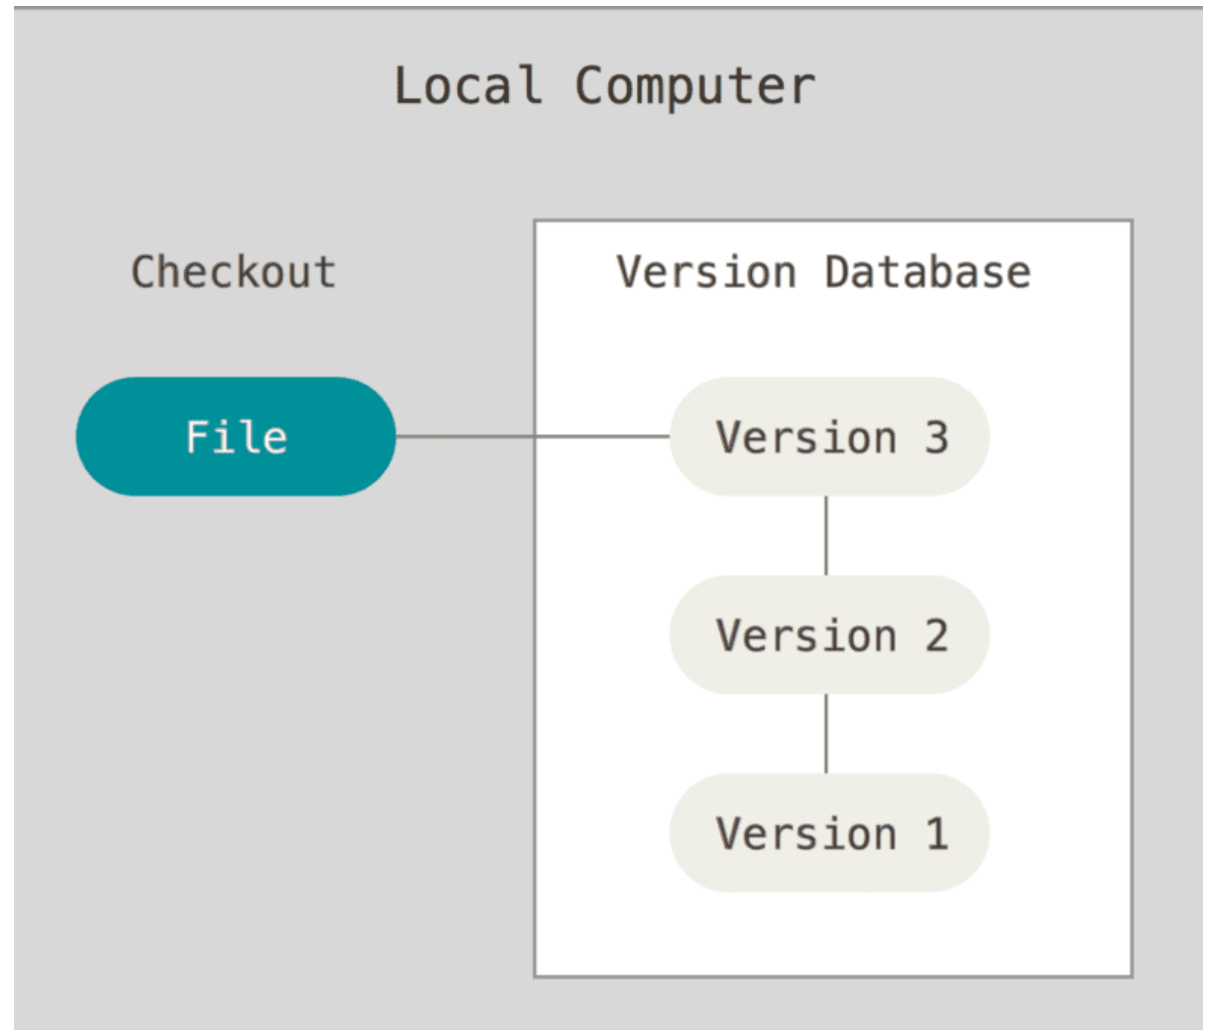 Local Computer
Checkout
Version Database
File
Version 3
Version 2
Version 1